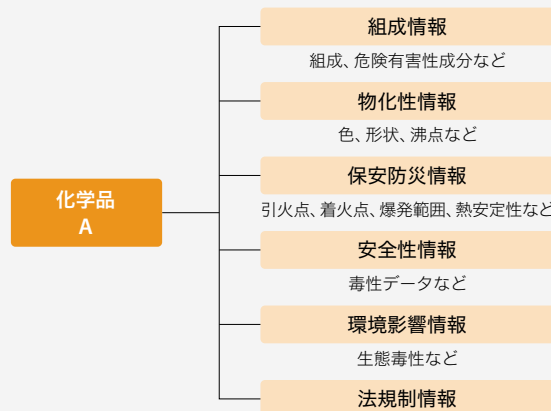 組成情報
組成、危険有害性成分など
物化性情報
色、形状、沸点など
保安防災情報
化学品
A
引火点、着火点、爆発範囲、熱安定性など
安全性情報
毒性データなど
環境影響情報
生態毒性など
法規制情報